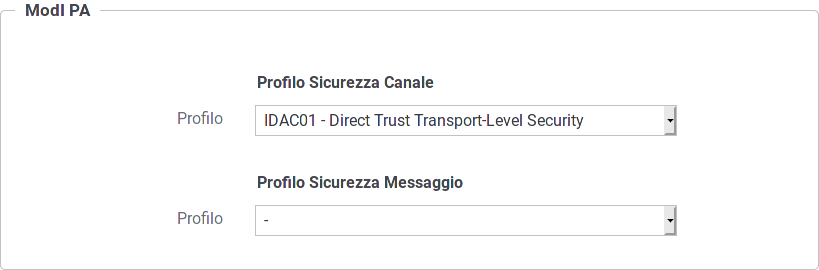 ModI PA
Profilo Sicurezza Canale
Profilo
IDAC01 - Direct Trust Transport-Level Security
Profilo Sicurezza Messaggio
Profilo
-